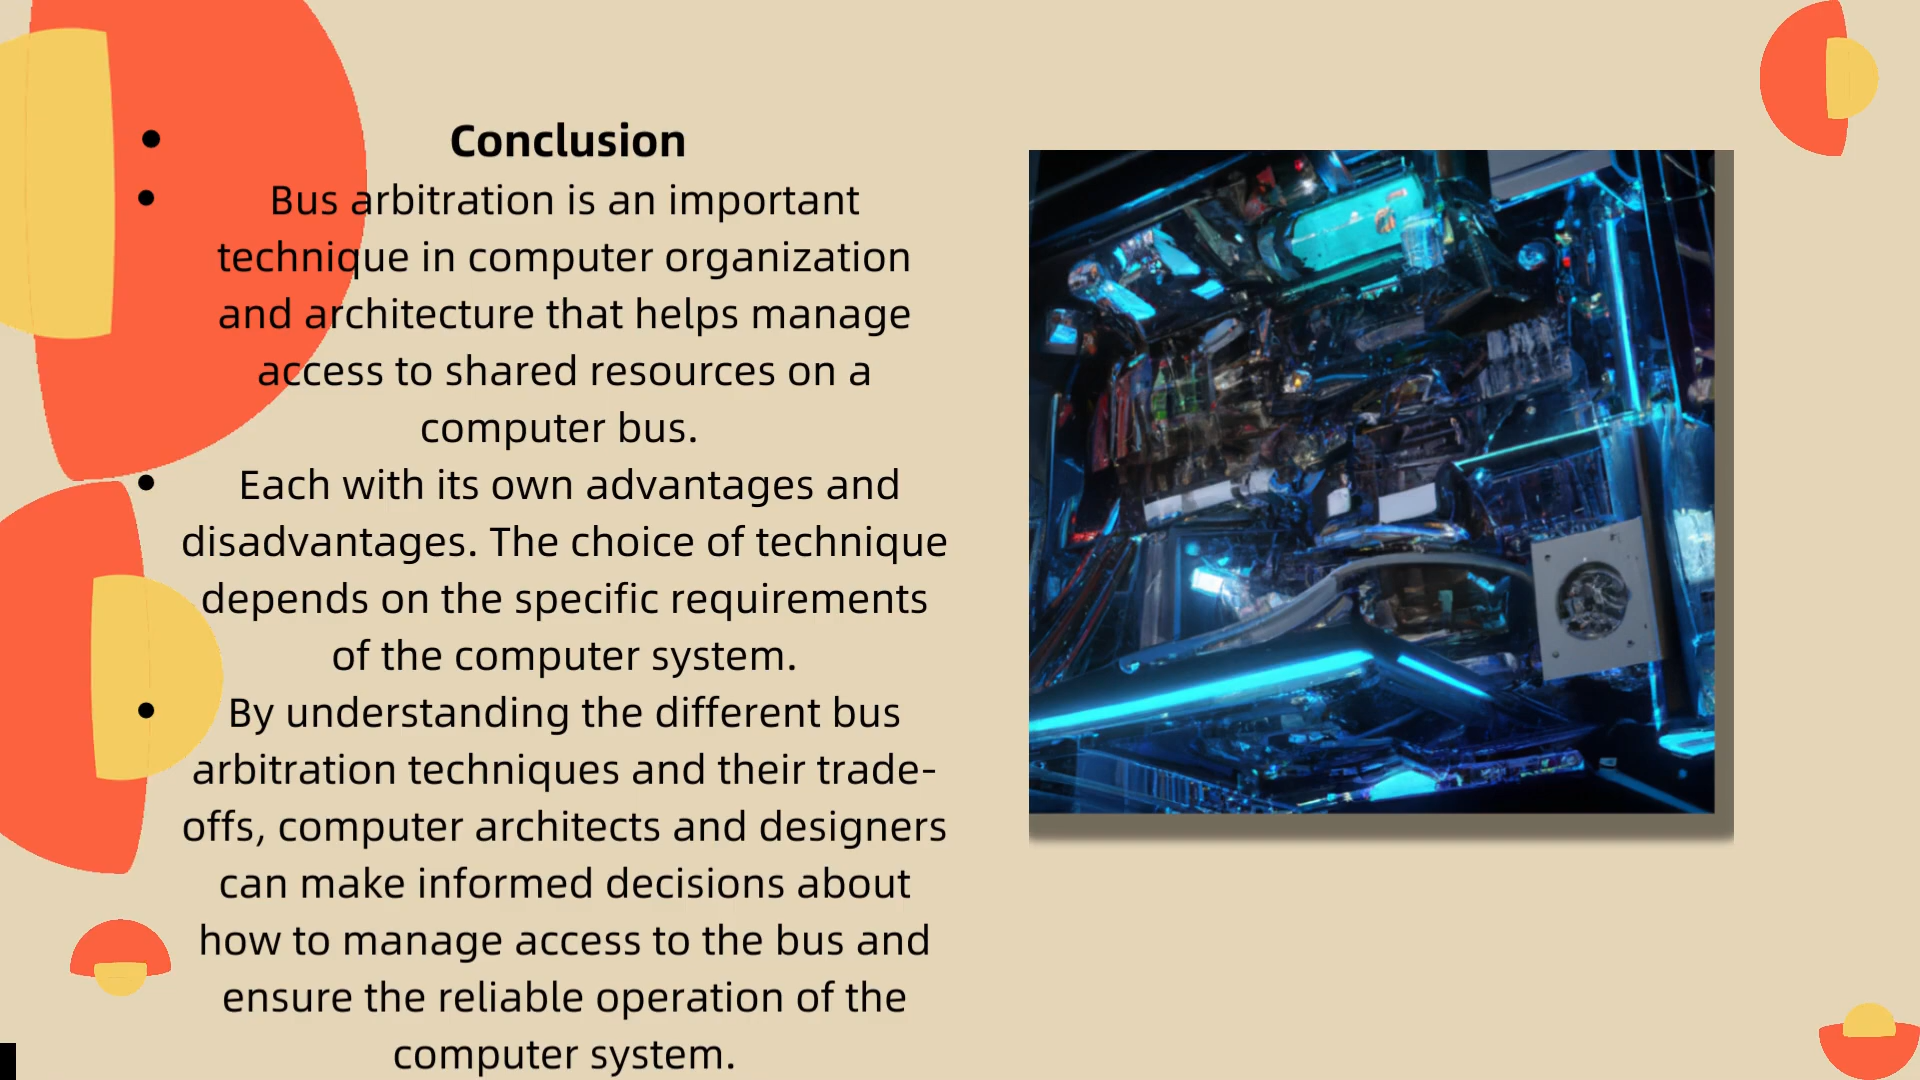 • Conclusion
• Bus arbitration is an important
technique in computer organization
and architecture that helps manage
access to shared resources on a
computer bus.
• Each with its own advantages and
disadvantages. The choice of technique
depends on the specific requirements
of the computer system.
• By understanding the different bus
arbitration techniques and their trade-
offs, computer architects and designers
can make informed decisions about
how to manage access to the bus and
ensure the reliable operation of the
computer system.